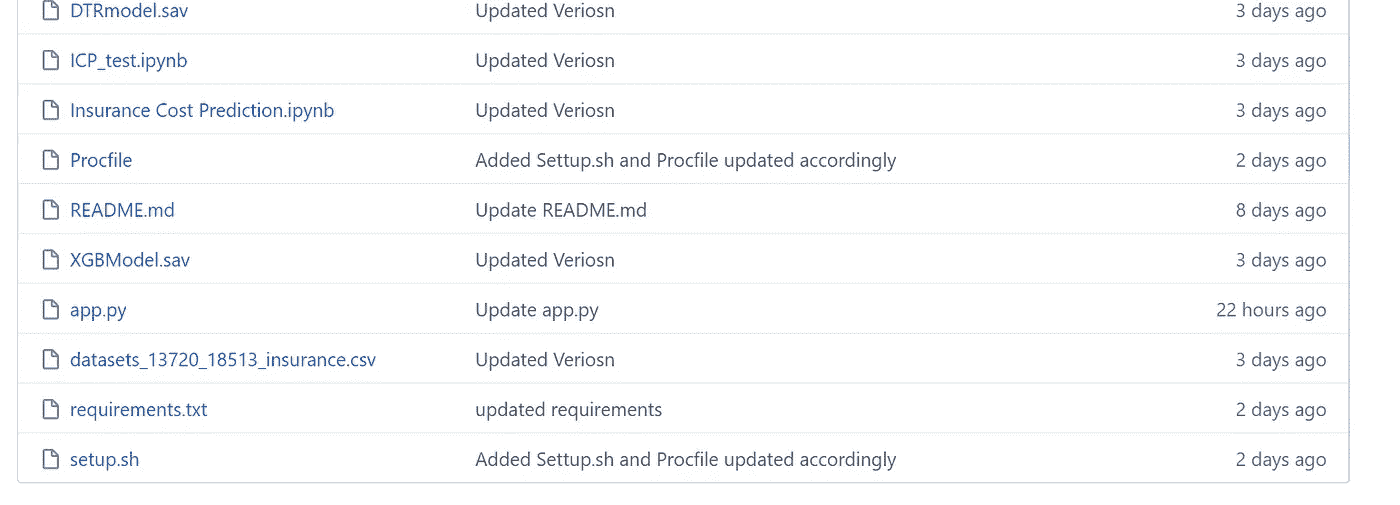 DTRmodel.sav Updated Veriosn 3 days ago
ICP_test.ipynb Updated Veriosn 3 days ago
Insurance Cost Prediction.ipynb Updated Veriosn 3 days ago
Procfile Added Settup.sh and Procfile updated accordingly 2 days ago
README.md Update README.md 8 days ago
XGBModel.sav Updated Veriosn 3 days ago
app.py Update app.py 22 hours ago
datasets_13720_18513_insurance.csv Updated Veriosn 3 days ago
requirements.txt updated requirements 2 days ago
setup.sh Added Settup.sh and Procfile updated accordingly 2 days ago